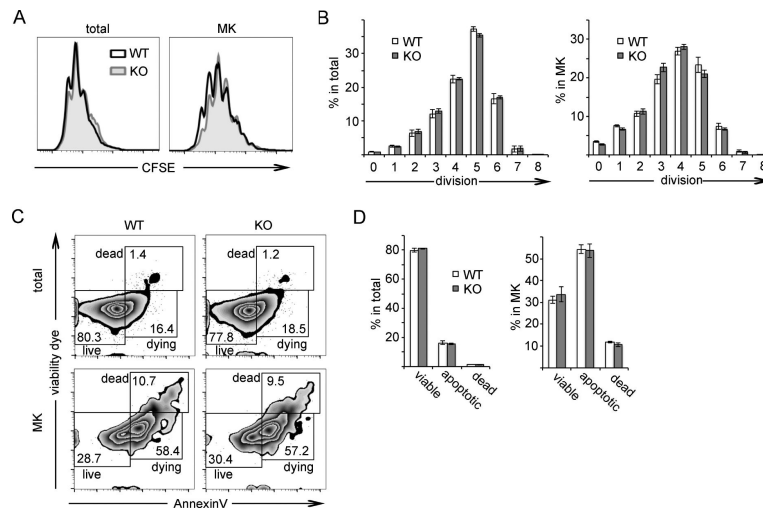 A
total
MK
WT
KO
CFSE
B
% in total
30
20
10
WT
KO
0 1 2 3 4 5 6 7 8
division
% in MK
30
20
10
WT
KO
0 1 2 3 4 5 6 7 8
division
C
WT
KO
viability dye
total
dead 1.4
80.3
live
16.4
dying
dead 1.2
77.8
live
18.5
dying
MK
dead 10.7
28.7
live
58.4
dying
dead 9.5
30.4
live
57.2
dying
AnnexinV
D
% in total
80
60
40
20
WT
KO
viable
apoptotic
dead
% in MK
60
50
40
30
20
10
WT
KO
viable
apoptotic
dead